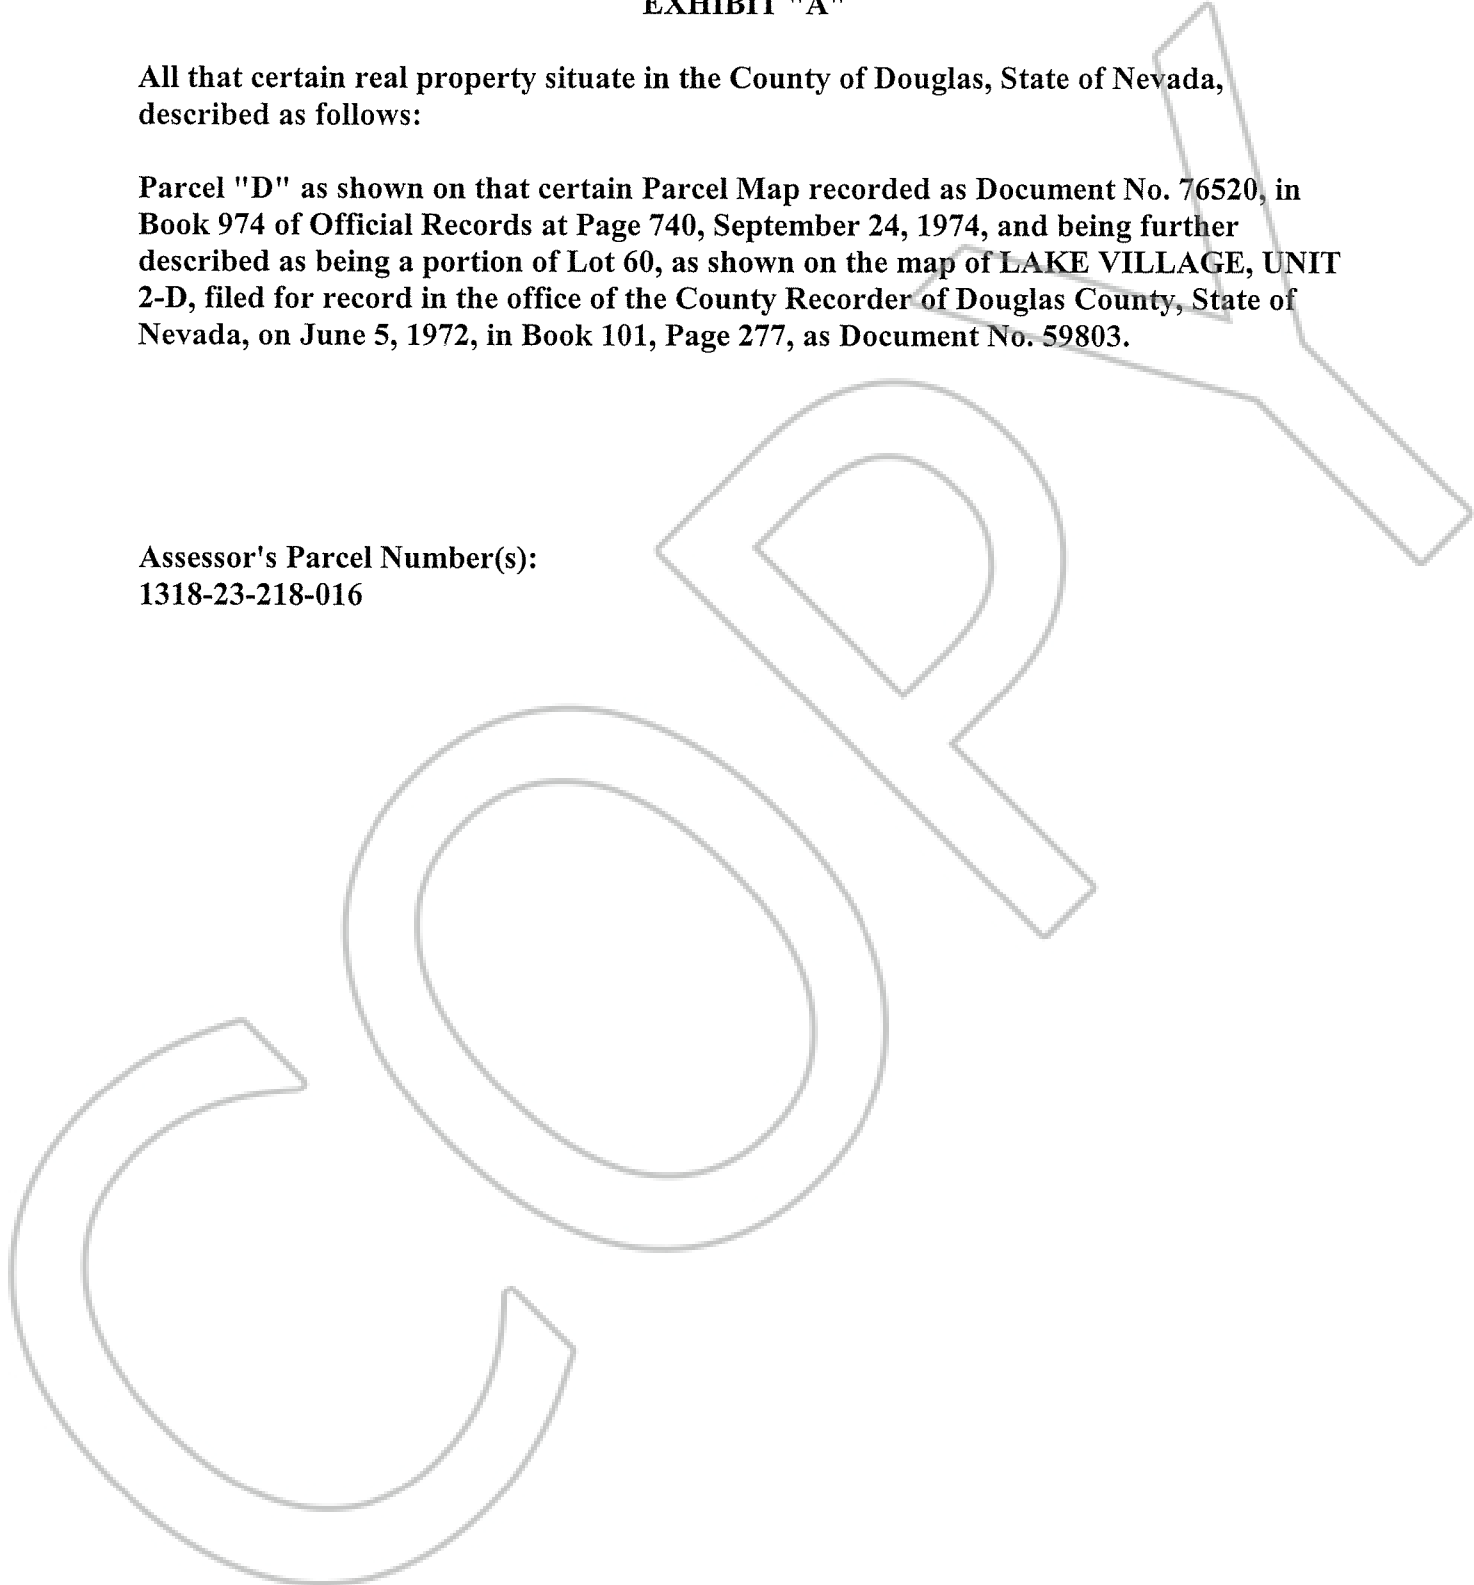 EXHIBIT "A"
All that certain real property situate in the County of Douglas, State of Nevada,
described as follows:
Parcel "D" as shown on that certain Parcel Map recorded as Document No. 76520, in
Book 974 of Official Records at Page 740, September 24, 1974, and being further
described as being a portion of Lot 60, as shown on the map of LAKE VILLAGE, UNIT
2-D, filed for record in the office of the County Recorder of Douglas County, State of
Nevada, on June 5, 1972, in Book 101, Page 277, as Document No. 59803.
Assessor's Parcel Number(s):
1318-23-218-016
COPY